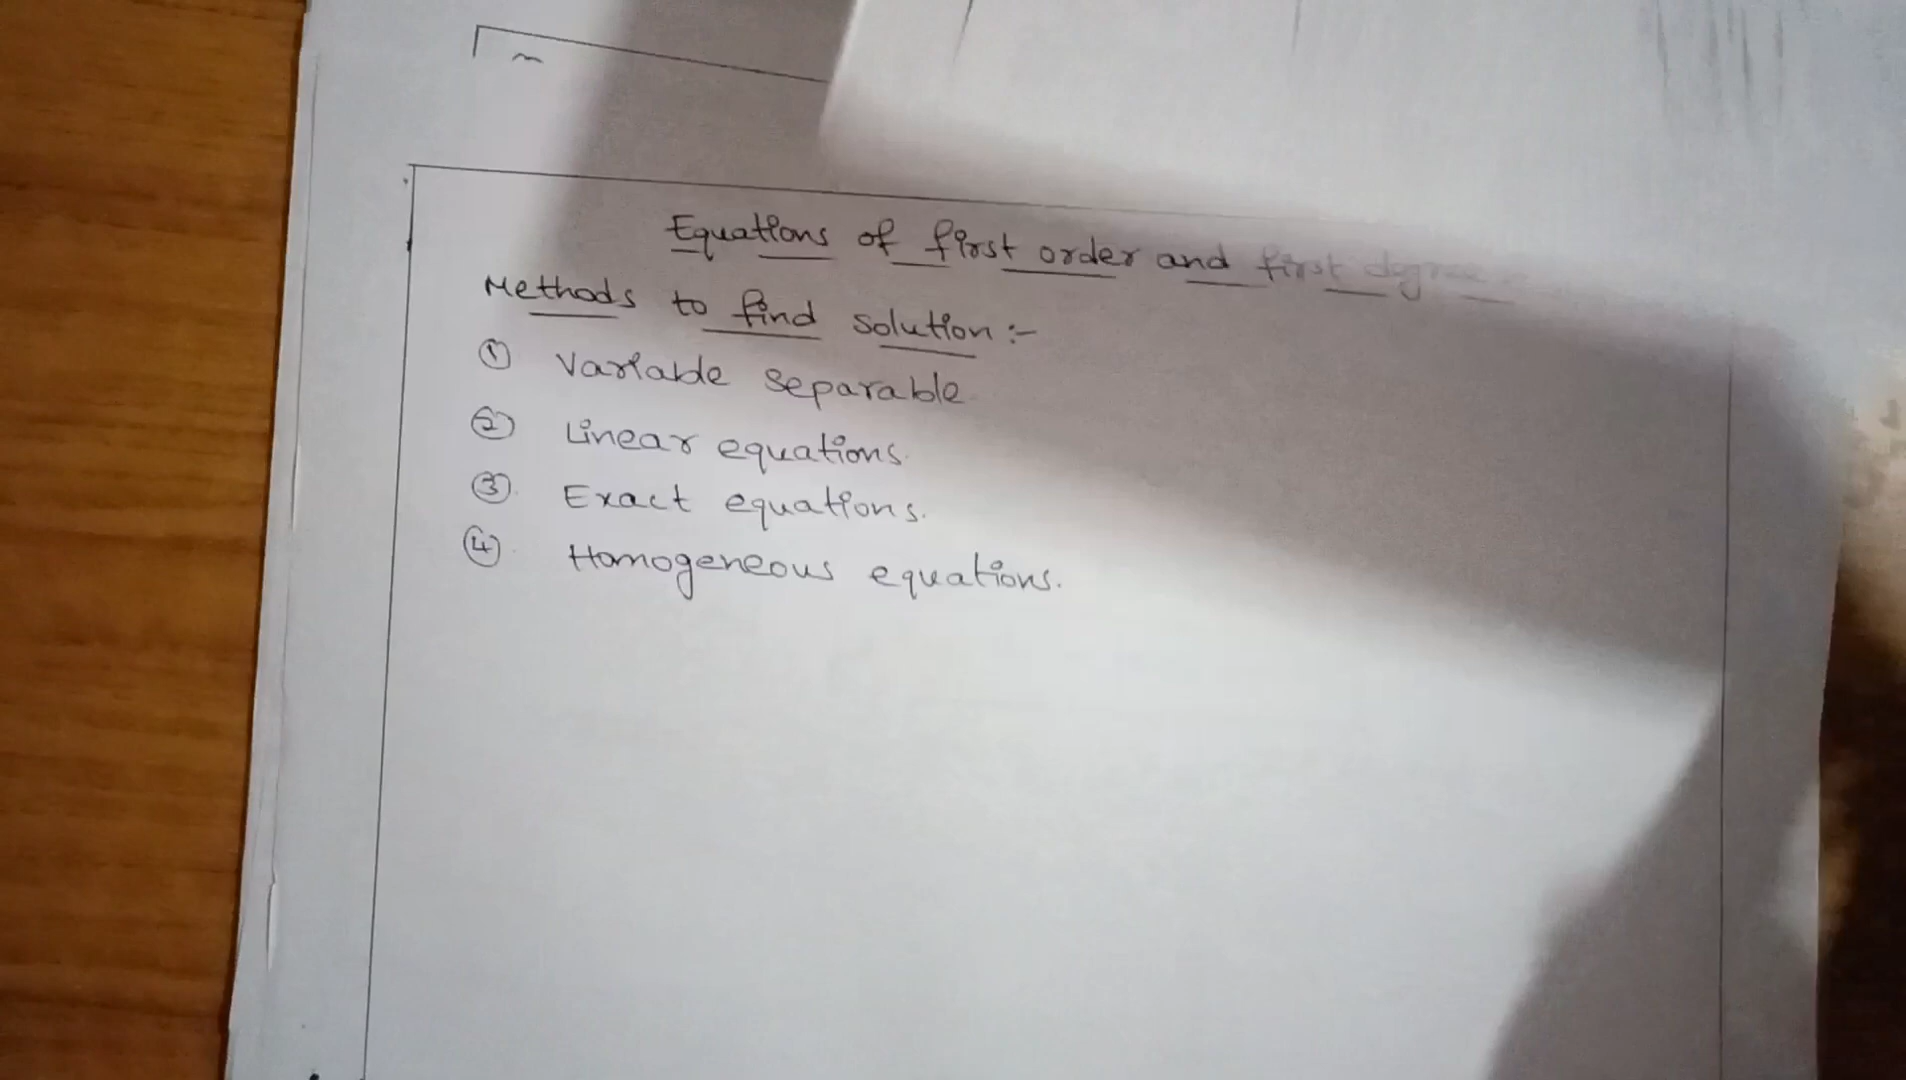 Equations of first order and first degree
Methods to find solution :-
① Variable separable
② Linear equations.
③. Exact equations.
④. Homogeneous equations.